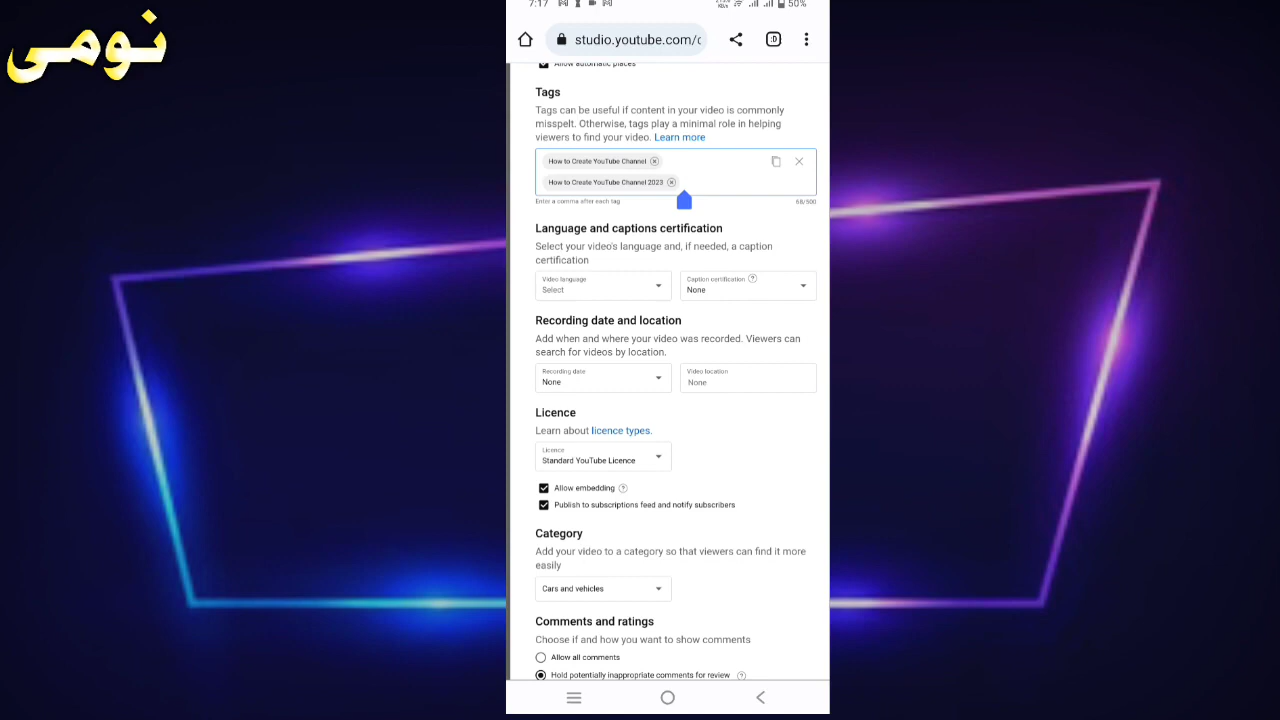 نومی
7:17
50%
studio.youtube.com/c
:D
Allow automatic places
Tags
Tags can be useful if content in your video is commonly
misspelt. Otherwise, tags play a minimal role in helping
viewers to find your video. Learn more
How to Create YouTube Channel
How to Create YouTube Channel 2023
Enter a comma after each tag
68/500
Language and captions certification
Select your video's language and, if needed, a caption
certification
Video language
Select
Caption certification ?
None
Recording date and location
Add when and where your video was recorded. Viewers can
search for videos by location.
Recording date
None
Video location
None
Licence
Learn about licence types.
Licence
Standard YouTube Licence
Allow embedding ?
Publish to subscriptions feed and notify subscribers
Category
Add your video to a category so that viewers can find it more
easily
Cars and vehicles
Comments and ratings
Choose if and how you want to show comments
Allow all comments
Hold potentially inappropriate comments for review ?